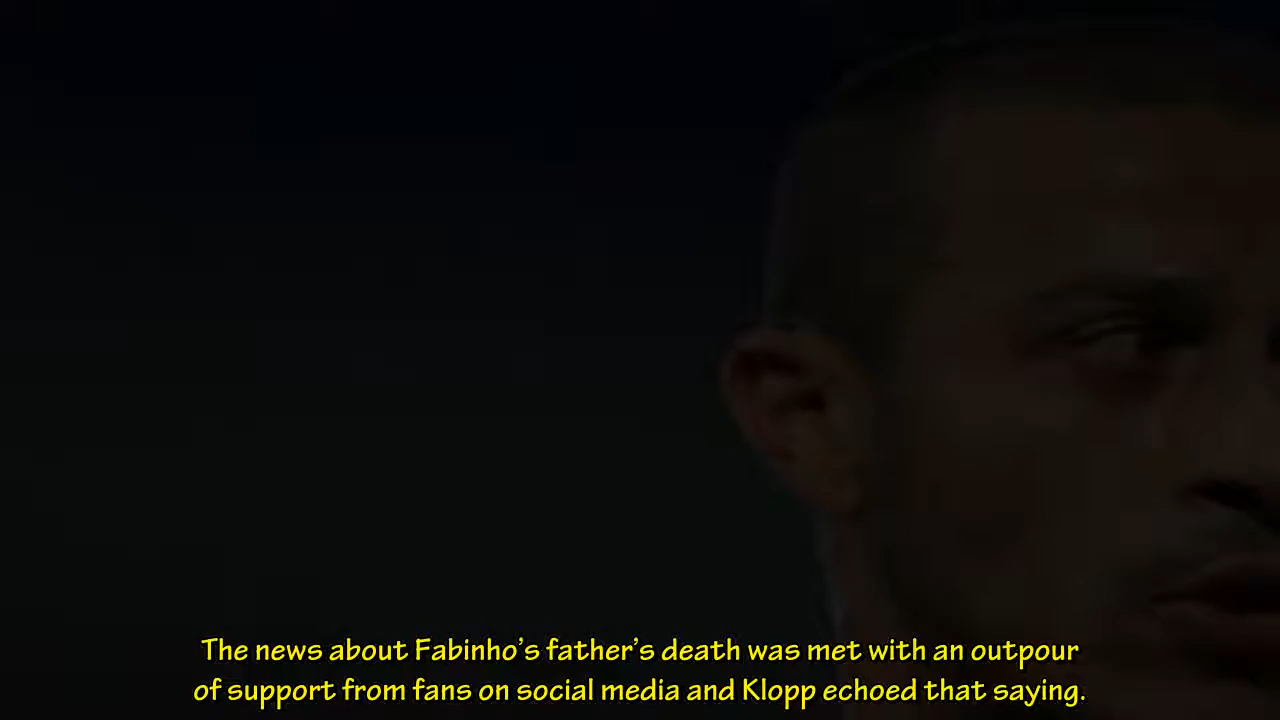 The news about Fabinho’s father’s death was met with an outpour
of support from fans on social media and Klopp echoed that saying.